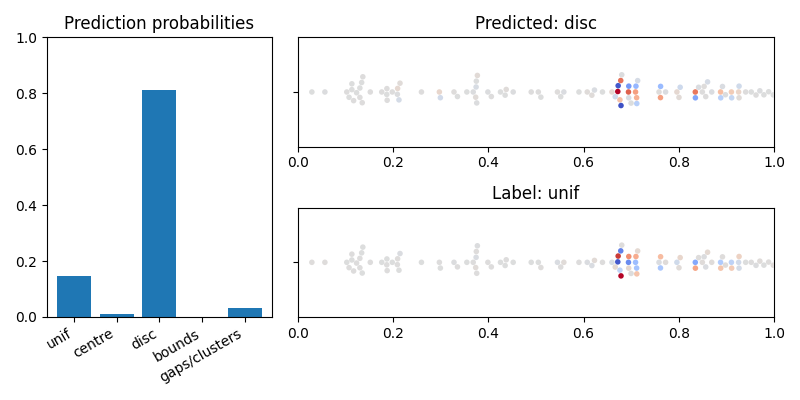 Prediction probabilities
1.0
0.8
0.6
0.4
0.2
0.0
unif
centre
disc
bounds
gaps/clusters
Predicted: disc
0.0 0.2 0.4 0.6 0.8 1.0
Label: unif
0.0 0.2 0.4 0.6 0.8 1.0